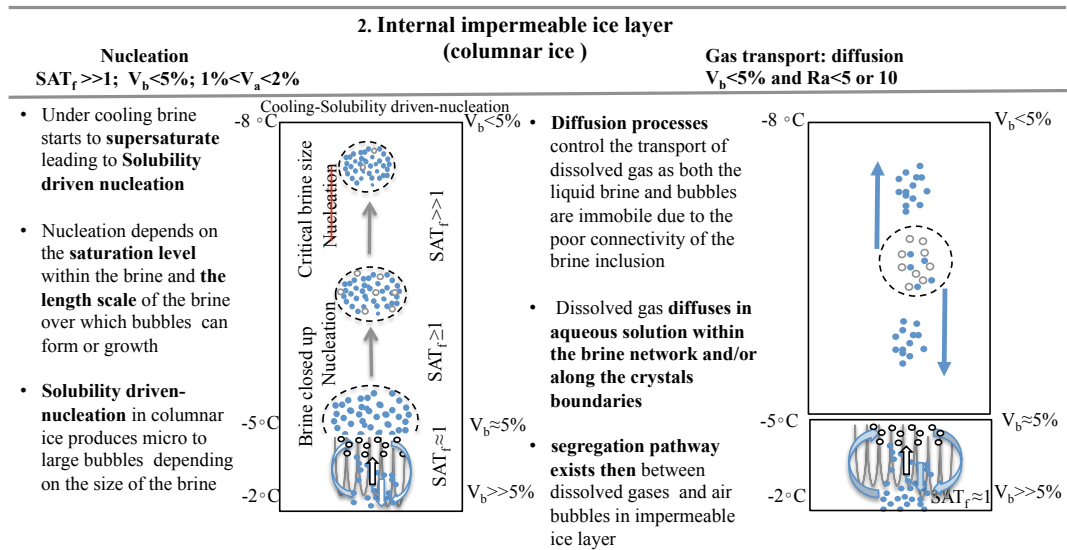 2. Internal impermeable ice layer
(columnar ice )
Nucleation
SATf >>1; Vb<5%; 1%<Va<2%
Gas transport: diffusion
Vb<5% and Ra<5 or 10
• Under cooling brine
starts to supersaturate
leading to Solubility
driven nucleation
• Nucleation depends on
the saturation level
within the brine and the
length scale of the brine
over which bubbles can
form or growth
• Solubility driven-
nucleation in columnar
ice produces micro to
large bubbles depending
on the size of the brine
Cooling-Solubility driven-nucleation
-8 °C
Vb<5%
Critical brine size
Nucleation
SATf>>1
Brine closed up
Nucleation
SATf≥1
-5 °C
Vb≈5%
SATf≈1
-2°C
Vb>>5%
• Diffusion processes
control the transport of
dissolved gas as both the
liquid brine and bubbles
are immobile due to the
poor connectivity of the
brine inclusion
• Dissolved gas diffuses in
aqueous solution within
the brine network and/or
along the crystals
boundaries
• segregation pathway
exists then between
dissolved gases and air
bubbles in impermeable
ice layer
-8 °C
Vb<5%
-5°C
Vb≈5%
-2°C
SATf≈1
Vb>>5%